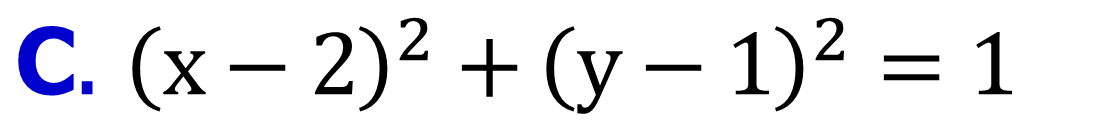 C. (x − 2)² + (y − 1)² = 1